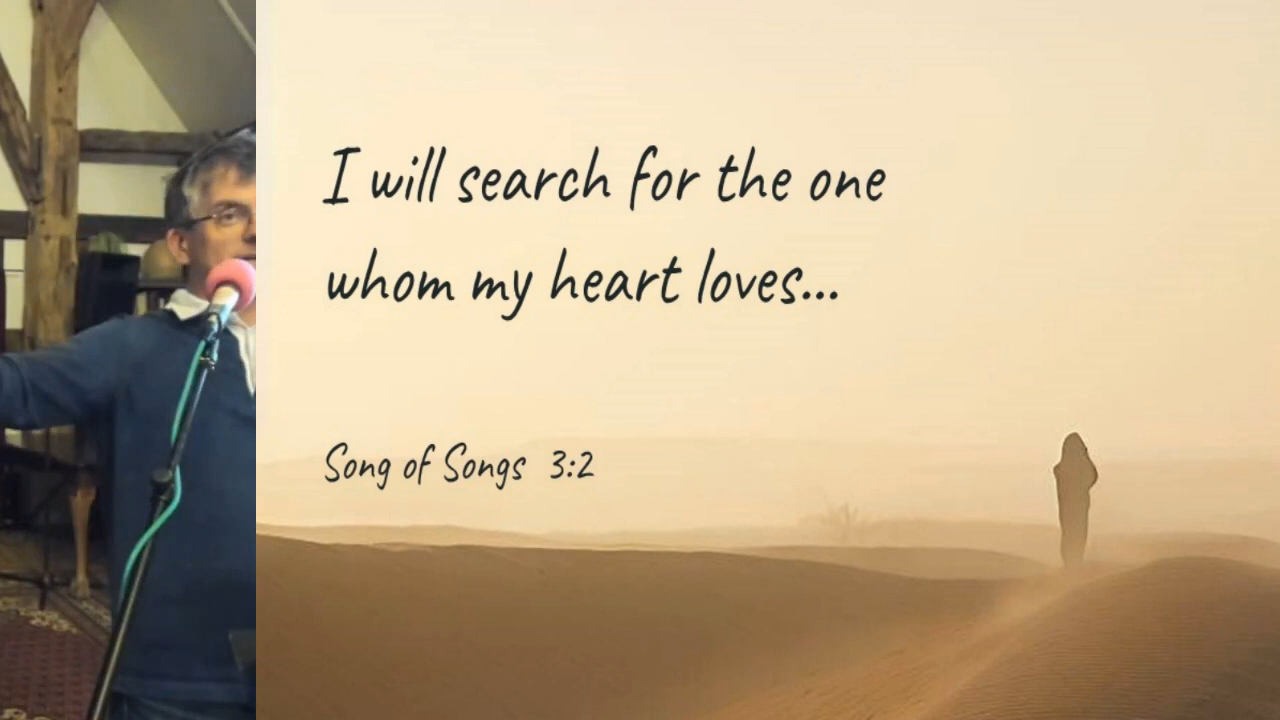 I will search for the one
whom my heart loves...
Song of Songs 3:2